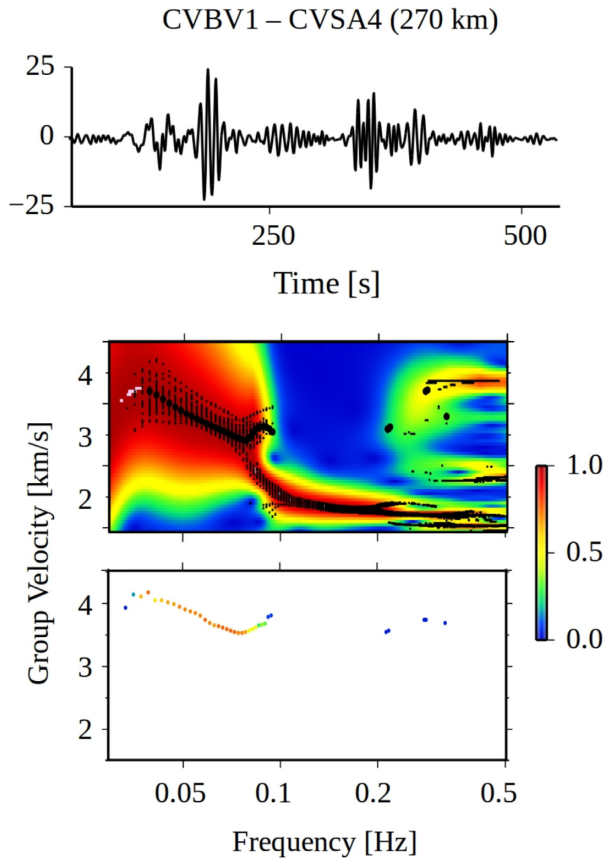 CVBV1 – CVSA4 (270 km)
25
0
−25
250 500
Time [s]
4
3
2
Group Velocity [km/s]
1.0
0.5
0.0
4
3
2
0.05 0.1 0.2 0.5
Frequency [Hz]